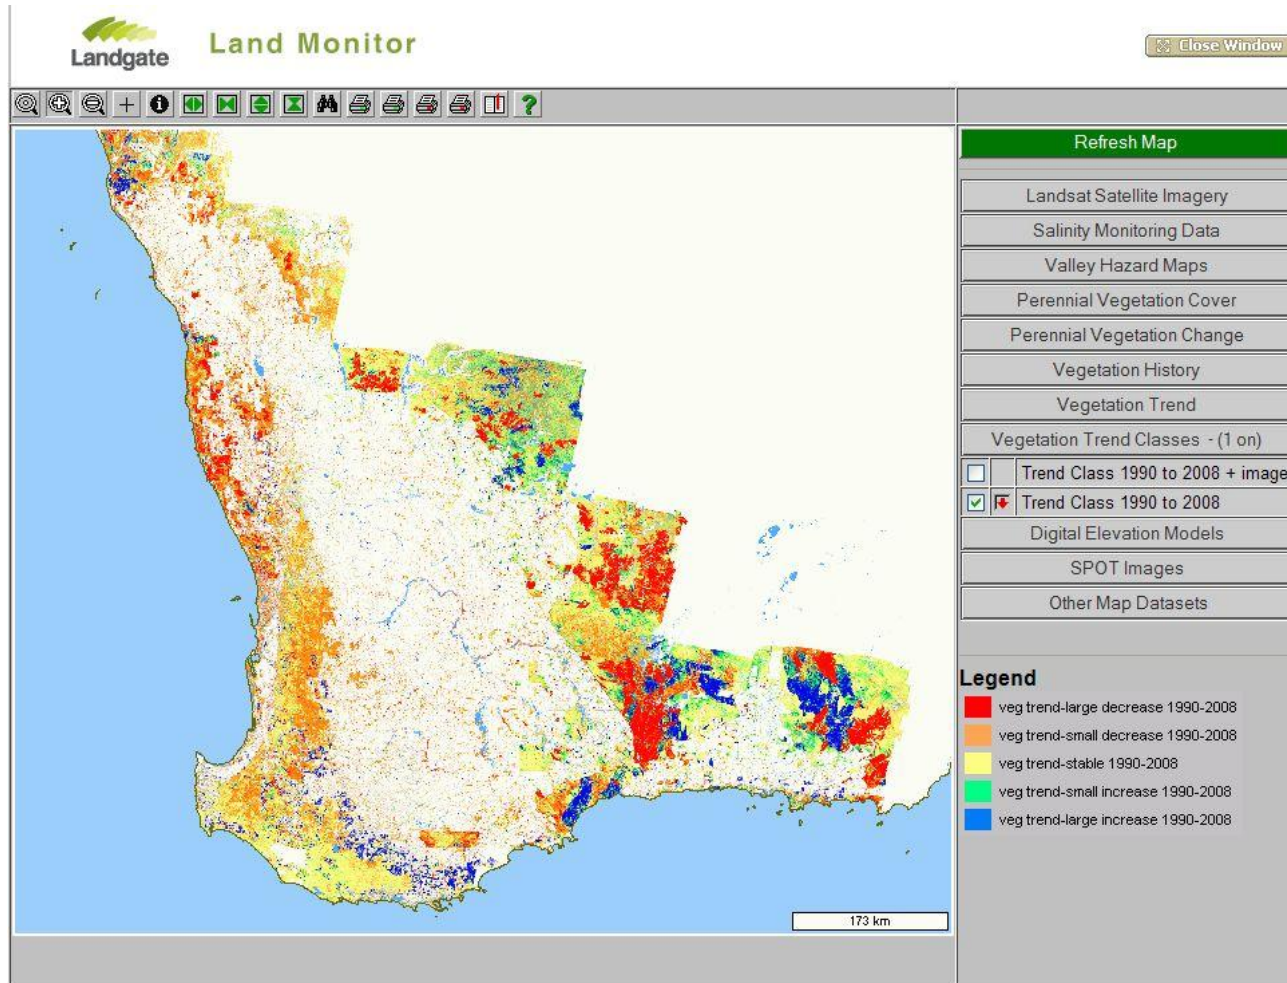 Landgate
Land Monitor
Close Window
Refresh Map
Landsat Satellite Imagery
Salinity Monitoring Data
Valley Hazard Maps
Perennial Vegetation Cover
Perennial Vegetation Change
Vegetation History
Vegetation Trend
Vegetation Trend Classes - (1 on)
Trend Class 1990 to 2008 + image
Trend Class 1990 to 2008
Digital Elevation Models
SPOT Images
Other Map Datasets
Legend
veg trend-large decrease 1990-2008
veg trend-small decrease 1990-2008
veg trend-stable 1990-2008
veg trend-small increase 1990-2008
veg trend-large increase 1990-2008
173 km